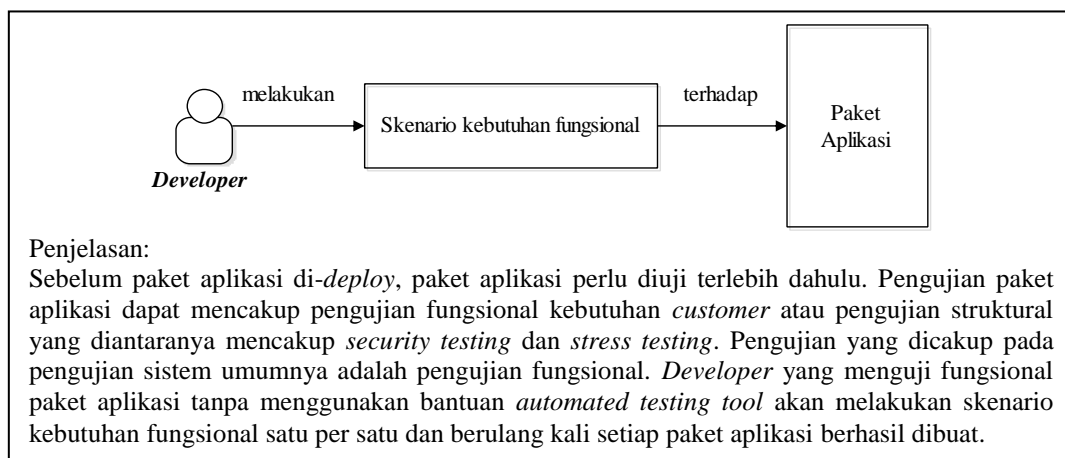 melakukan
terhadap
Skenario kebutuhan fungsional
Paket
Aplikasi
Developer
Penjelasan:
Sebelum paket aplikasi di-deploy, paket aplikasi perlu diuji terlebih dahulu. Pengujian paket
aplikasi dapat mencakup pengujian fungsional kebutuhan customer atau pengujian struktural
yang diantaranya mencakup security testing dan stress testing. Pengujian yang dicakup pada
pengujian sistem umumnya adalah pengujian fungsional. Developer yang menguji fungsional
paket aplikasi tanpa menggunakan bantuan automated testing tool akan melakukan skenario
kebutuhan fungsional satu per satu dan berulang kali setiap paket aplikasi berhasil dibuat.